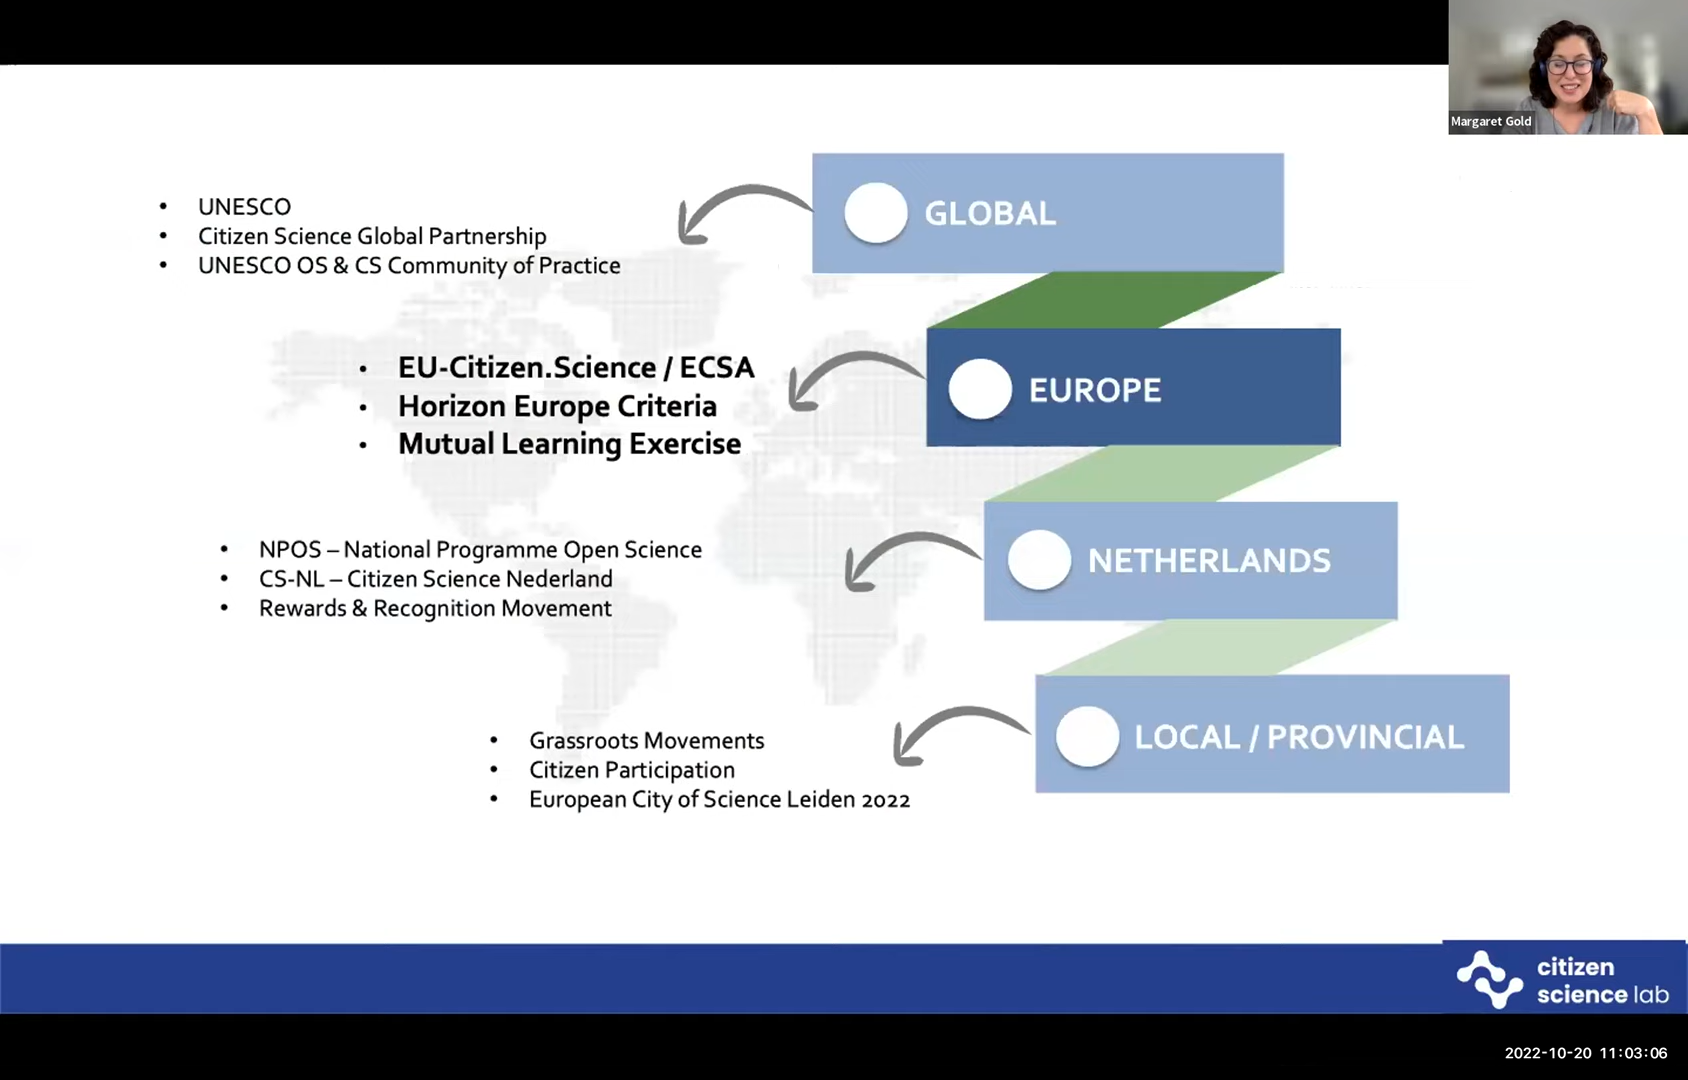 Margaret Gold
GLOBAL
• UNESCO
• Citizen Science Global Partnership
• UNESCO OS & CS Community of Practice
EUROPE
• EU-Citizen.Science / ECSA
• Horizon Europe Criteria
• Mutual Learning Exercise
NETHERLANDS
• NPOS – National Programme Open Science
• CS-NL – Citizen Science Nederland
• Rewards & Recognition Movement
LOCAL / PROVINCIAL
• Grassroots Movements
• Citizen Participation
• European City of Science Leiden 2022
citizen
science lab
2022-10-20 11:03:06